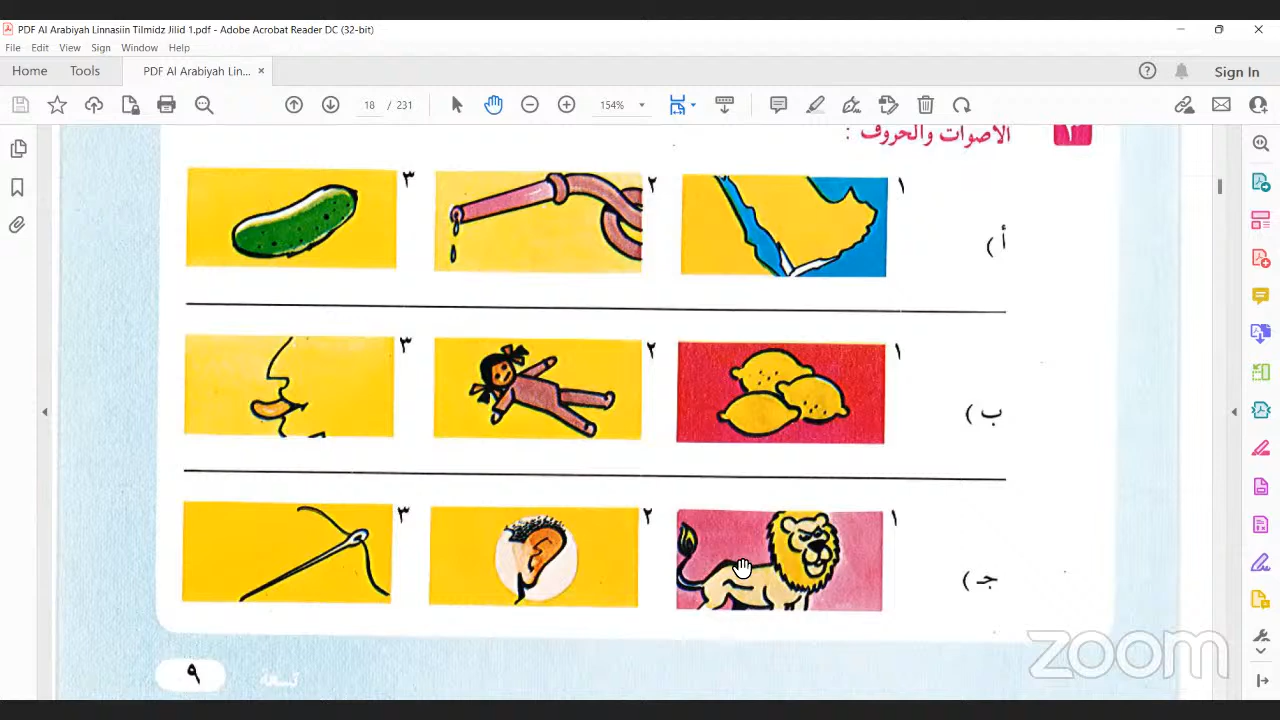 PDF Al Arabiyah Linnasiin Tilmidz Jilid 1.pdf - Adobe Acrobat Reader DC (32-bit)
File Edit View Sign Window Help
Home Tools PDF Al Arabiyah Lin... × Sign In
18 / 231 154%
١٢ الأصوات والحروف :
أ ) ١ ٢ ٣
ب ) ١ ٢ ٣
جـ ) ١ ٢ ٣
zoom
٩ تسعة